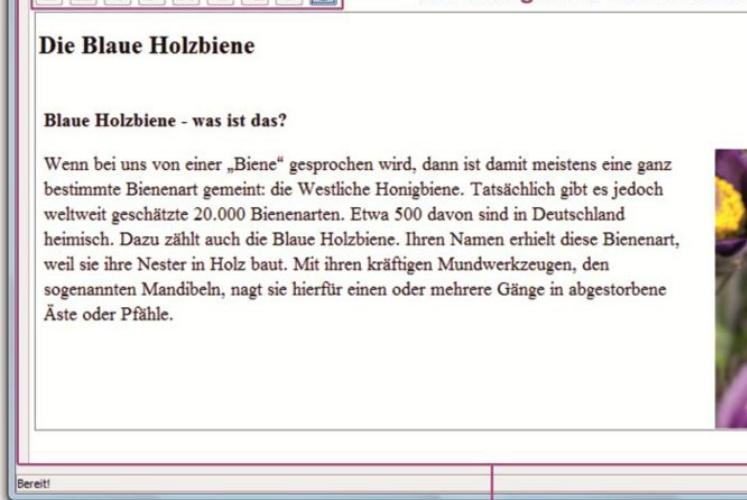 Die Blaue Holzbiene
Blaue Holzbiene - was ist das?
Wenn bei uns von einer „Biene“ gesprochen wird, dann ist damit meistens eine ganz
bestimmte Bienenart gemeint: die Westliche Honigbiene. Tatsächlich gibt es jedoch
weltweit geschätzte 20.000 Bienenarten. Etwa 500 davon sind in Deutschland
heimisch. Dazu zählt auch die Blaue Holzbiene. Ihren Namen erhielt diese Bienenart,
weil sie ihre Nester in Holz baut. Mit ihren kräftigen Mundwerkzeugen, den
sogenannten Mandibeln, nagt sie hierfür einen oder mehrere Gänge in abgestorbene
Äste oder Pfähle.
Bereit!